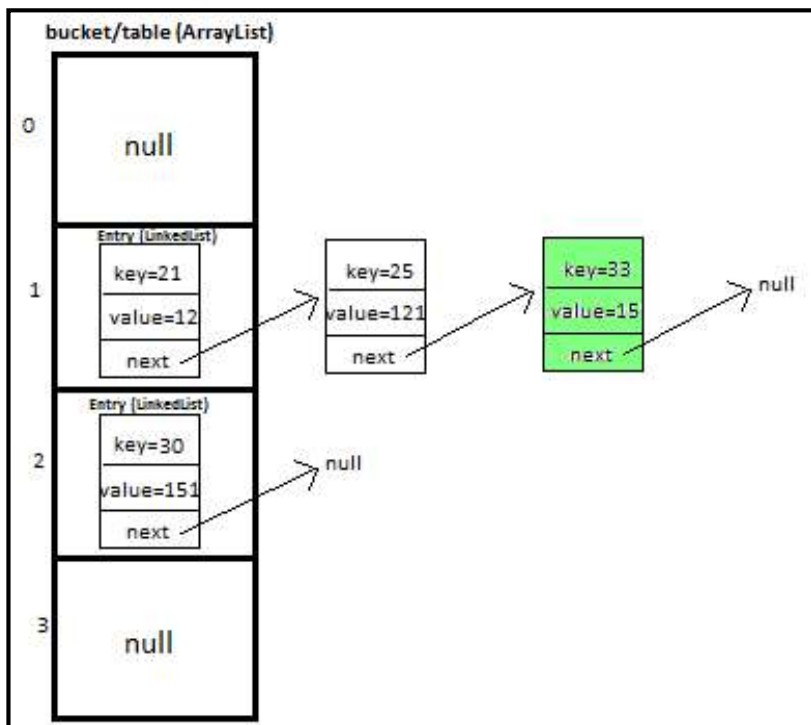 bucket/table (ArrayList)
0
null
Entry (LinkedList)
1
key=21
value=12
next
key=25
value=121
next
key=33
value=15
next
null
Entry (LinkedList)
2
key=30
value=151
next
null
3
null